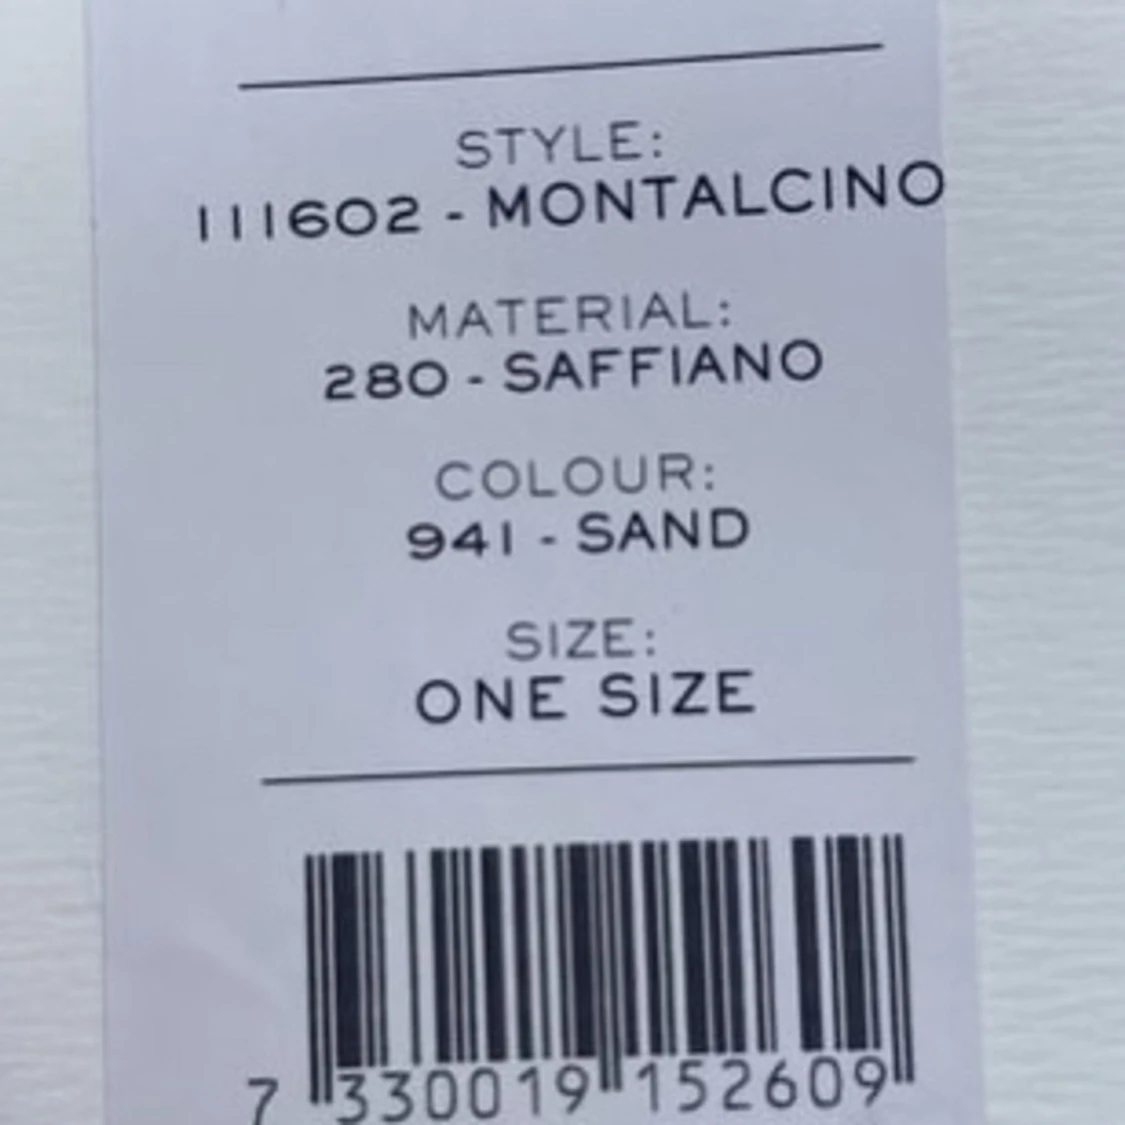 STYLE:
111602 - MONTALCINO
MATERIAL:
280 - SAFFIANO
COLOUR:
941 - SAND
SIZE:
ONE SIZE
7 330019 152609